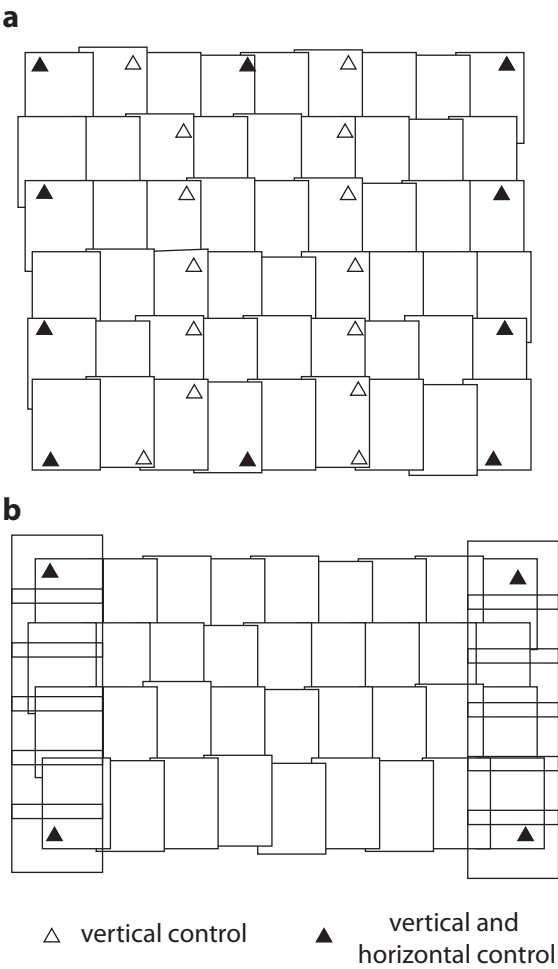 a
b
vertical control
vertical and
horizontal control